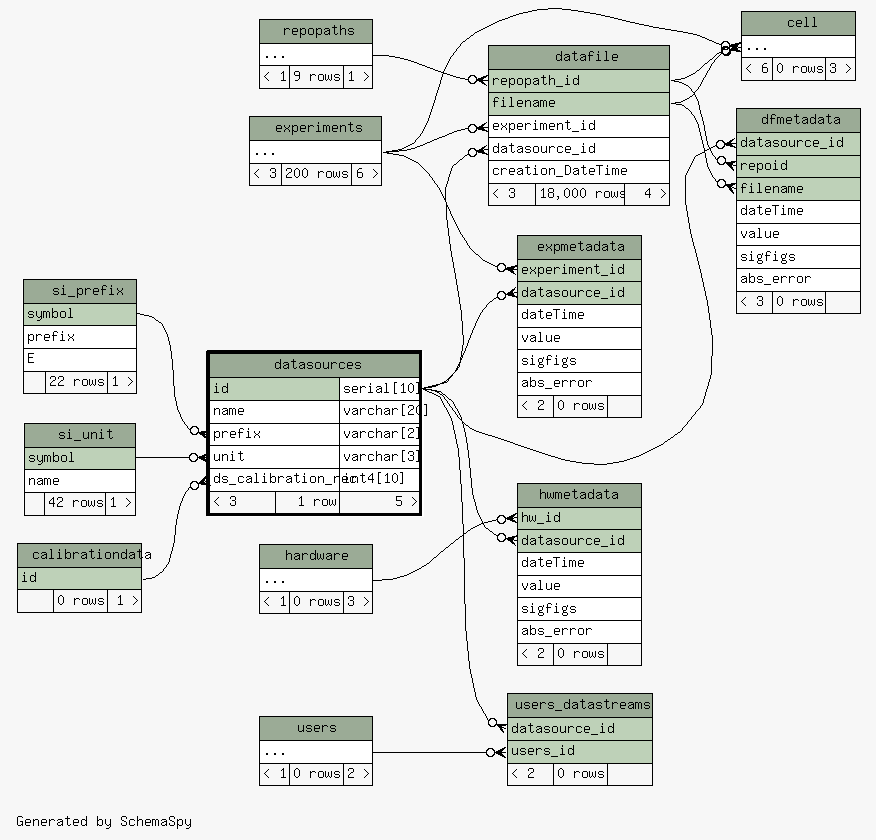 repopaths
...
< 1 9 rows 1 >
experiments
...
< 3 200 rows 6 >
datafile
repopath_id
filename
experiment_id
datasource_id
creation_DateTime
< 3 18,000 rows 4 >
cell
...
< 6 0 rows 3 >
dfmetadata
datasource_id
repoid
filename
dateTime
value
sigfigs
abs_error
< 3 0 rows
expmetadata
experiment_id
datasource_id
dateTime
value
sigfigs
abs_error
< 2 0 rows
si_prefix
symbol
prefix
E
22 rows 1 >
si_unit
symbol
name
42 rows 1 >
calibrationdata
id
0 rows 1 >
datasources
id serial[10]
name varchar[20]
prefix varchar[2]
unit varchar[3]
int4[10]
< 3 1 row 5 >
hardware
...
< 1 0 rows 3 >
hwmetadata
hw_id
datasource_id
dateTime
value
sigfigs
abs_error
< 2 0 rows
users
...
< 1 0 rows 2 >
users_datastreams
datasource_id
users_id
< 2 0 rows
Generated by SchemaSpy